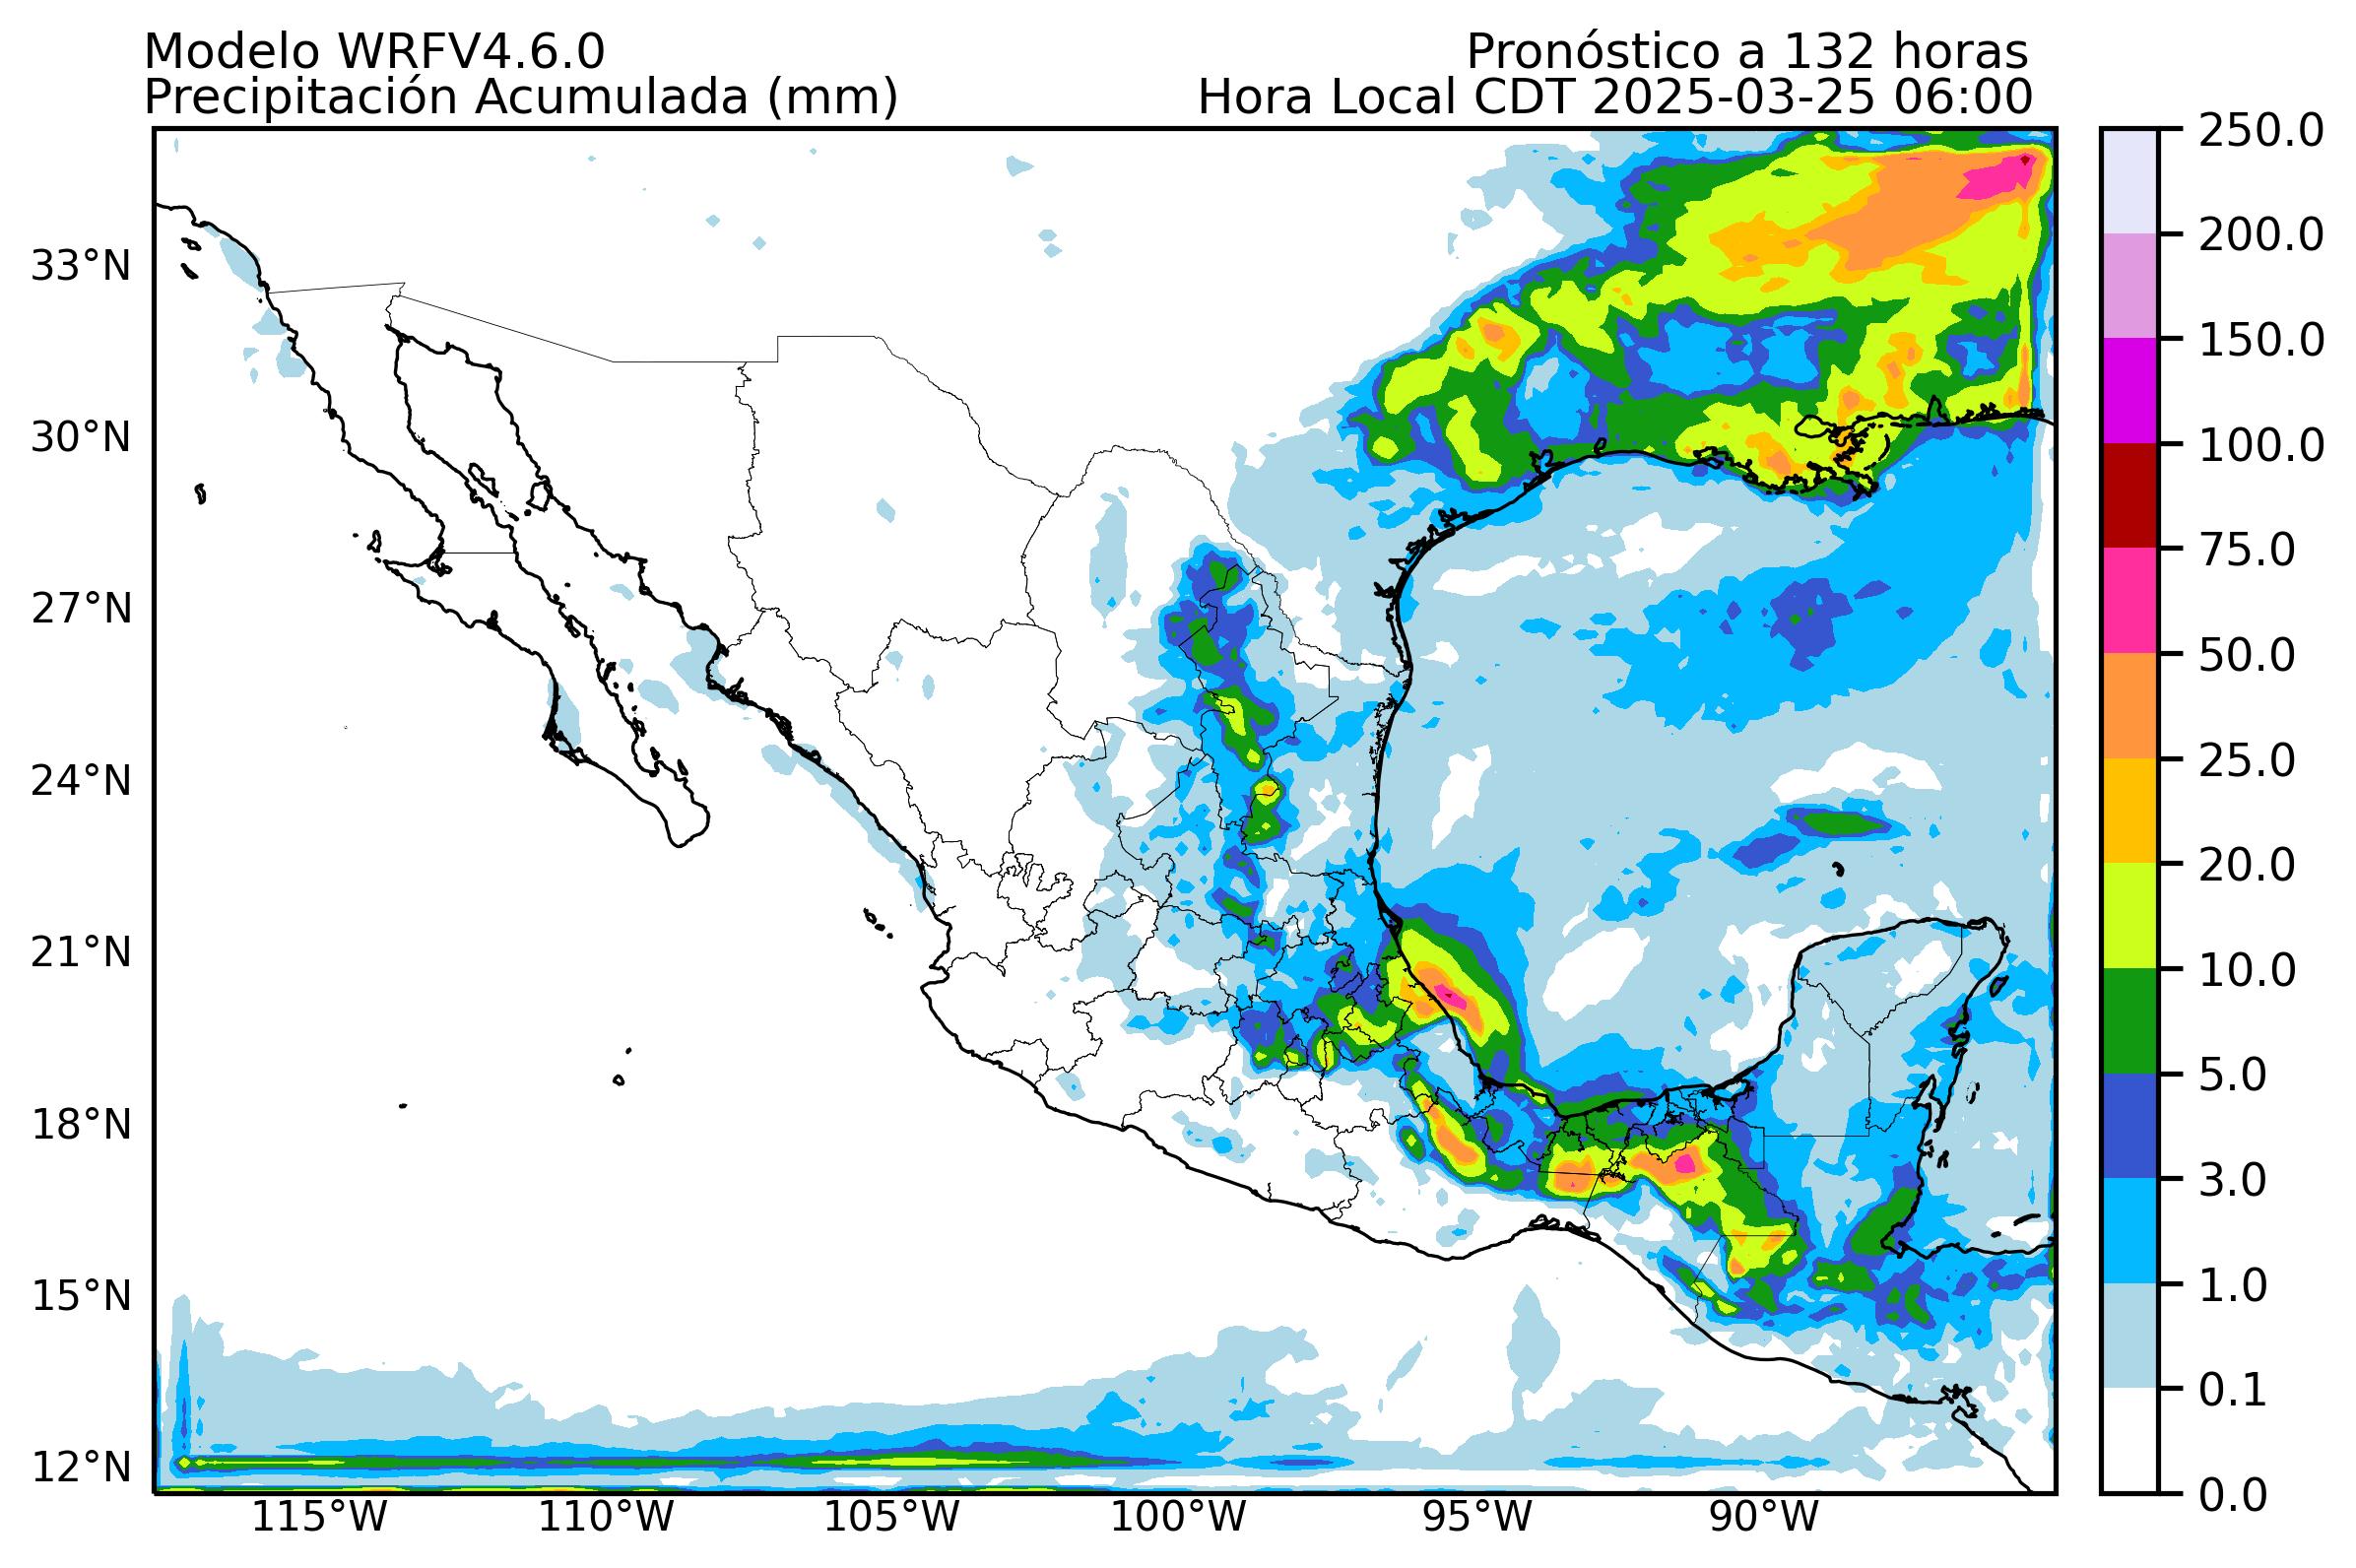 Modelo WRFV4.6.0
Pronóstico a 132 horas
Precipitación Acumulada (mm)
Hora Local CDT 2025-03-25 06:00
33°N
30°N
27°N
24°N
21°N
18°N
15°N
12°N
115°W
110°W
105°W
100°W
95°W
90°W
250.0
200.0
150.0
100.0
75.0
50.0
25.0
20.0
10.0
5.0
3.0
1.0
0.1
0.0